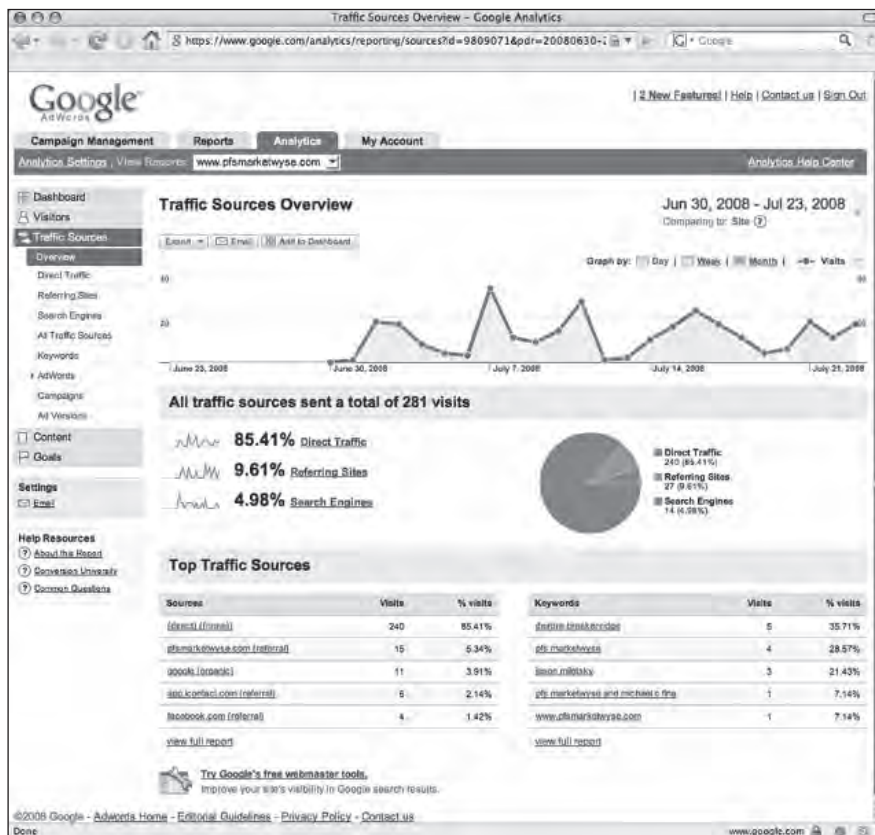 Traffic Sources Overview – Google Analytics
https://www.google.com/analytics/reporting/sources?id=9809071&pdr=20080630-2
Google
Google
AdWords
| 2 New Features! | Help | Contact us | Sign Out
Campaign Management Reports Analytics My Account
Analytics Settings | View Reports: www.pfsmarketwyse.com Analytics Help Center
Dashboard
Visitors
Traffic Sources
Overview
Direct Traffic
Referring Sites
Search Engines
All Traffic Sources
Keywords
AdWords
Campaigns
Ad Versions
Content
Goals
Settings
Email
Help Resources
About this Report
Conversion University
Common Questions
Traffic Sources Overview
Jun 30, 2008 - Jul 23, 2008
Comparing to: Site
Export Email Add to Dashboard
Graph by: Day | Week | Month | Visits
40
20
June 23, 2008 June 30, 2008 July 7, 2008 July 14, 2008 July 21, 2008
All traffic sources sent a total of 281 visits
85.41% Direct Traffic
9.61% Referring Sites
4.98% Search Engines
Direct Traffic
240 (85.41%)
Referring Sites
27 (9.61%)
Search Engines
14 (4.98%)
Top Traffic Sources
Sources Visits % visits
(direct) ((none)) 240 85.41%
pfsmarketwyse.com (referral) 15 5.34%
google (organic) 11 3.91%
app.icontact.com (referral) 6 2.14%
facebook.com (referral) 4 1.42%
view full report
Keywords Visits % visits
5 35.71%
pfs marketwyse 4 28.57%
3 21.43%
pfs marketwyse and michael c fina 1 7.14%
www.pfsmarketwyse.com 1 7.14%
view full report
Try Google's free webmaster tools.
Improve your site's visibility in Google search results.
©2008 Google - Adwords Home - Editorial Guidelines - Privacy Policy - Contact us
Done www.google.com